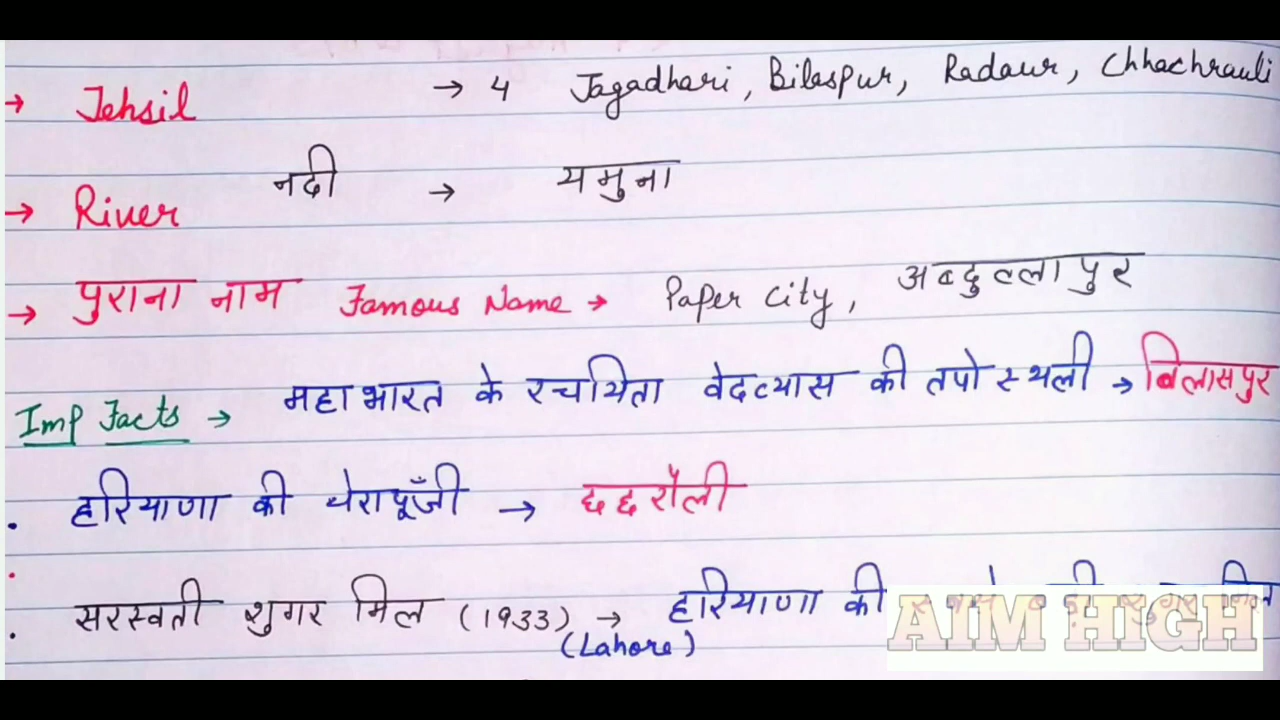 → Tehsil → 4 Jagadhari, Bilaspur, Radaur, Chhachrauli
→ River नदी → यमुना
→ पुराना नाम Famous Name → Paper City, अब्दुल्लापुर
Imp Facts → महाभारत के रचयिता वेदव्यास की तपोस्थली → बिलासपुर
. हरियाणा की चेरापूँजी → छछरौली
. सरस्वती शुगर मिल (1933) → हरियाणा की
(Lahore)
AIM HIGH